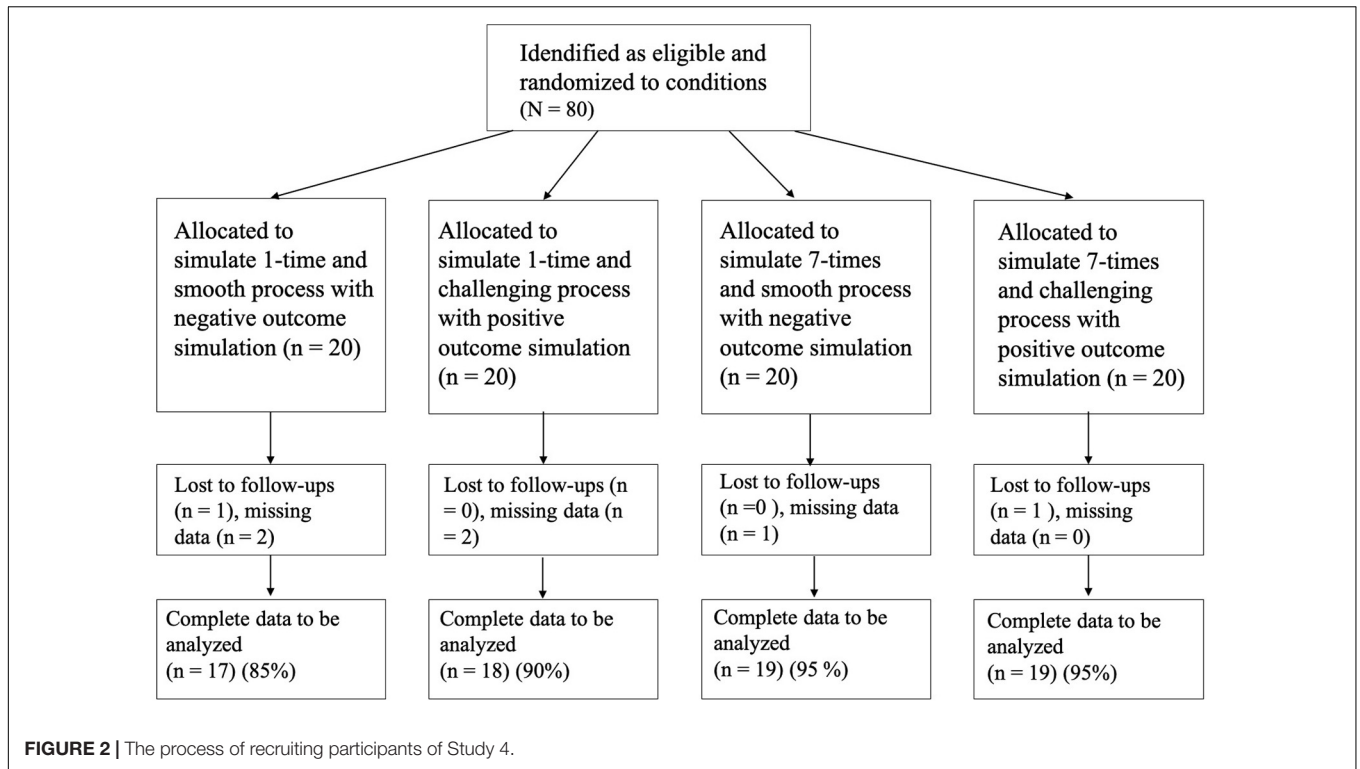 Idendified as eligible and
randomized to conditions
(N = 80)
Allocated to
simulate 1-time and
smooth process with
negative outcome
simulation (n = 20)
Allocated to
simulate 1-time and
challenging process
with positive
outcome simulation
(n = 20)
Allocated to
simulate 7-times
and smooth process
with negative
outcome simulation
(n = 20)
Allocated to
simulate 7-times
and challenging
process with
positive outcome
simulation (n = 20)
Lost to follow-ups
(n = 1), missing
data (n = 2)
Lost to follow-ups (n
= 0), missing data (n
= 2)
Lost to follow-ups
(n =0 ), missing data
(n = 1)
Lost to follow-ups
(n = 1 ), missing
data (n = 0)
Complete data to be
analyzed
(n = 17) (85%)
Complete data to be
analyzed
(n = 18) (90%)
Complete data to be
analyzed
(n = 19) (95 %)
Complete data to be
analyzed
(n = 19) (95%)
FIGURE 2 | The process of recruiting participants of Study 4.